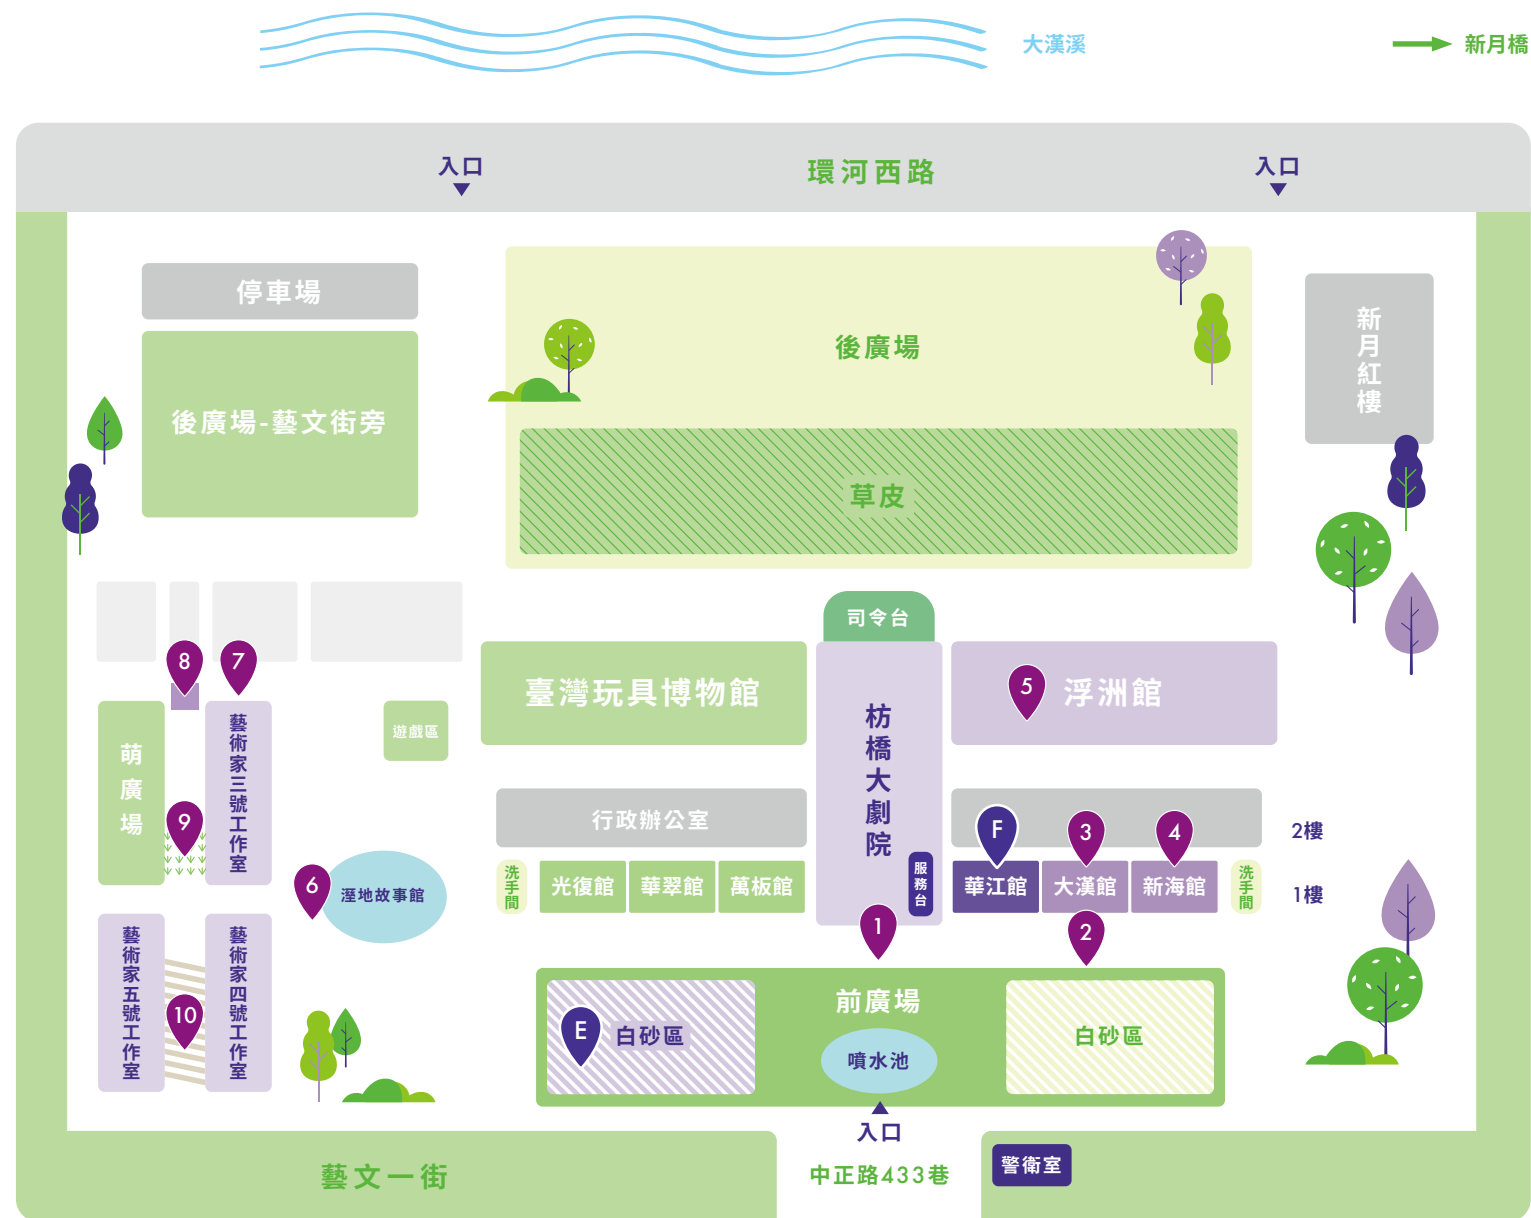 大漢溪
新月橋
入口
環河西路
入口
停車場
後廣場-藝文街旁
後廣場
草皮
新月紅樓
司令台
8
7
臺灣玩具博物館
枋橋大劇院
5
浮洲館
萌廣場
藝術家三號工作室
遊戲區
9
行政辦公室
F
3
4
2樓
洗手間
光復館
華翠館
萬板館
服務台
華江館
大漢館
新海館
洗手間
1樓
6
溼地故事館
1
2
藝術家五號工作室
10
藝術家四號工作室
E
白砂區
前廣場
噴水池
白砂區
入口
藝文一街
中正路433巷
警衛室